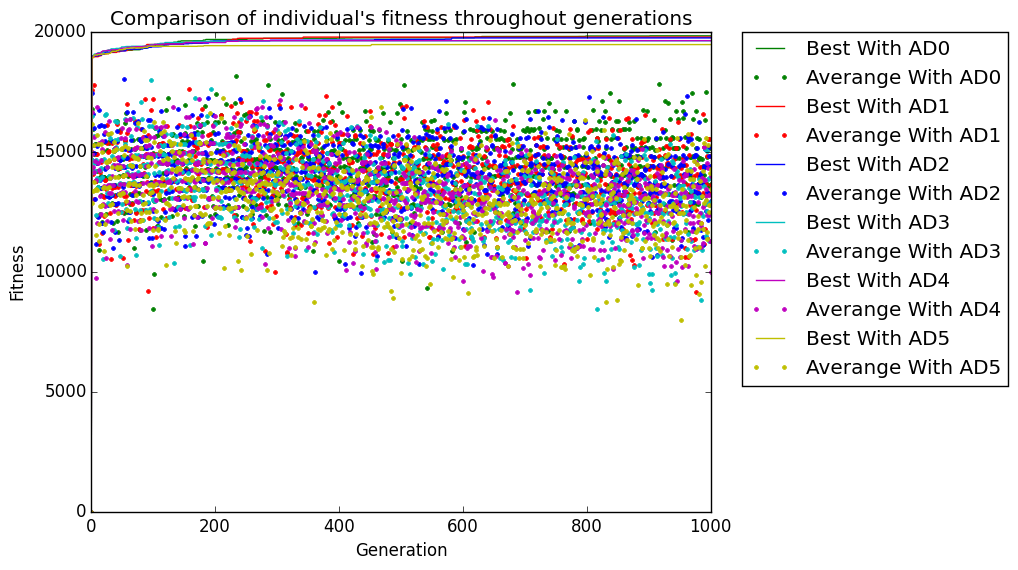 Comparison of individual's fitness throughout generations
20000
15000
10000
5000
0
Fitness
0 200 400 600 800 1000
Generation
Best With AD0
Averange With AD0
Best With AD1
Averange With AD1
Best With AD2
Averange With AD2
Best With AD3
Averange With AD3
Best With AD4
Averange With AD4
Best With AD5
Averange With AD5